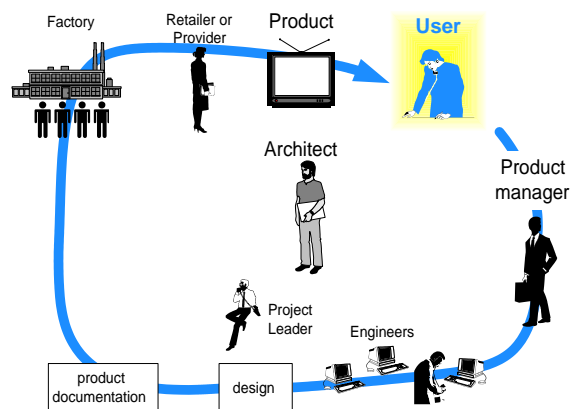 Factory
Retailer or
Provider
Product
User
Architect
Product
manager
Project
Leader
Engineers
product
documentation
design